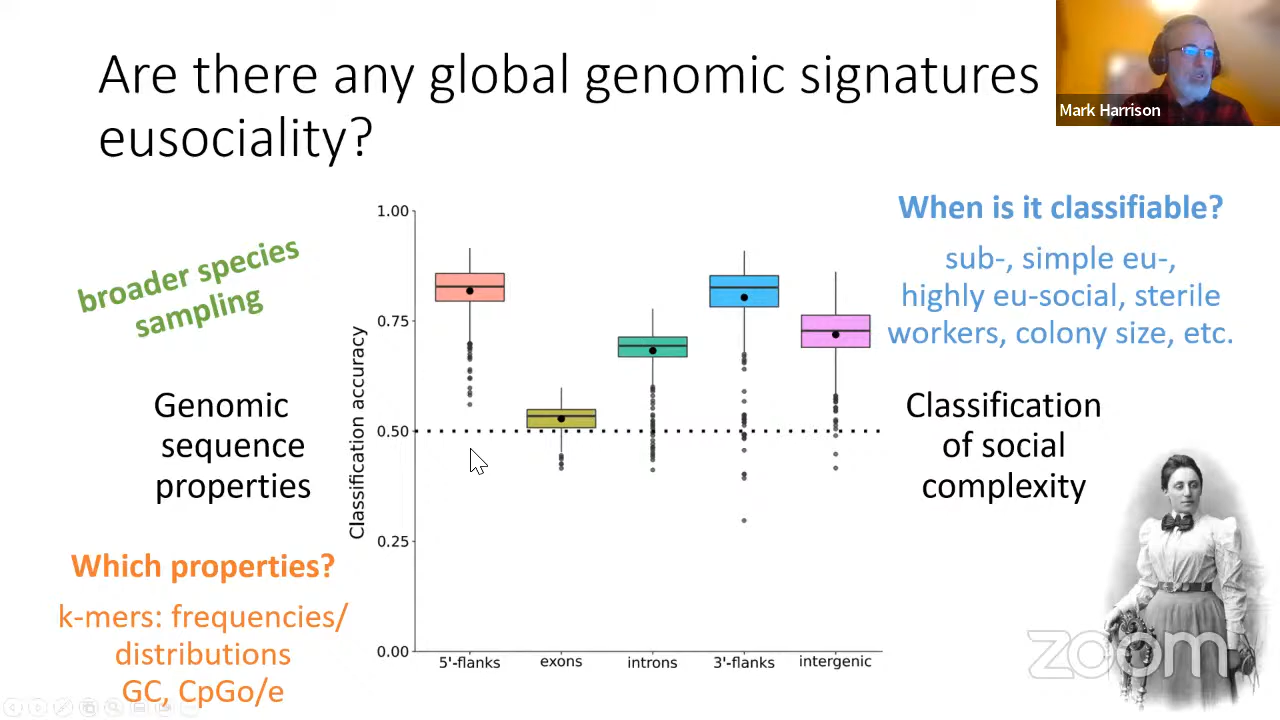 Are there any global genomic signatures
eusociality?
Mark Harrison
broader species
sampling
Genomic
sequence
properties
Which properties?
k-mers: frequencies/
distributions
GC, CpGo/e
Classification accuracy
1.00
0.75
0.50
0.25
0.00
5'-flanks
exons
introns
3'-flanks
intergenic
When is it classifiable?
sub-, simple eu-,
highly eu-social, sterile
workers, colony size, etc.
Classification
of social
complexity
zoom